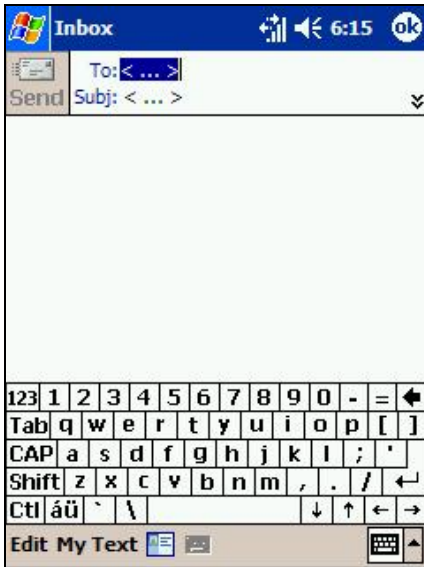 Inbox 6:15 ok
To: < ... >
Send Subj: < ... >
123 1 2 3 4 5 6 7 8 9 0 - =
Tab q w e r t y u i o p [ ]
CAP a s d f g h j k l ; '
Shift z x c v b n m , . / ↵
Ctl áü ` \ ↓ ↑ ← →
Edit My Text